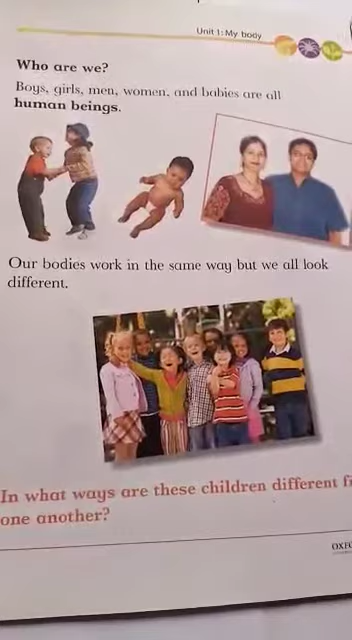 Unit 1: My body
Who are we?
Boys, girls, men, women, and babies are all
human beings.
Our bodies work in the same way but we all look
different.
In what ways are these children different
one another?